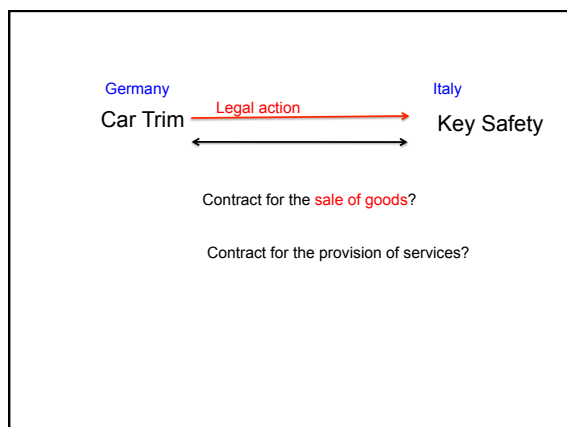 Germany
Italy
Legal action
Car Trim
Key Safety
Contract for the sale of goods?
Contract for the provision of services?